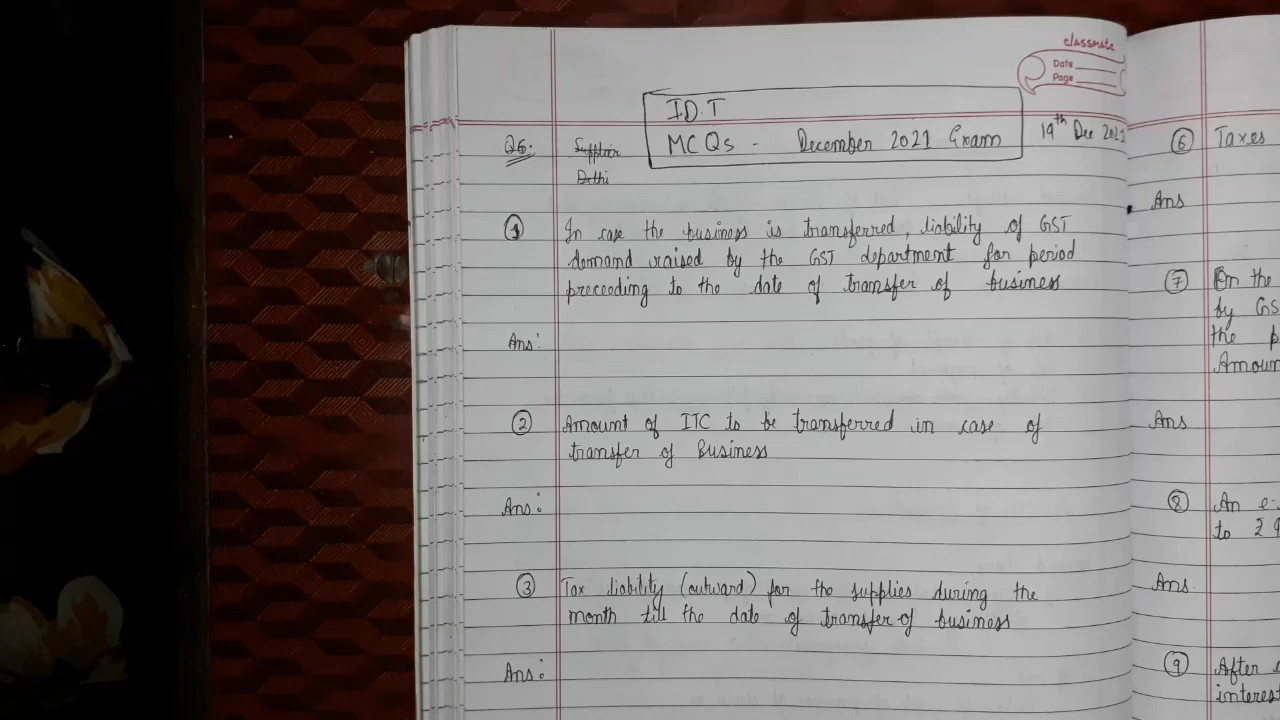 classmate
Date
Page
I.D.T
MCQs - December 2021 Exam
19th Dec 2021
Q6:
Supplier
Delhi
① In case the business is transferred, liability of GST
demand raised by the GST department for period
preceeding to the date of transfer of business
Ans:
② Amount of ITC to be transferred in case of
transfer of Business
Ans:
③ Tax liability (outward) for the supplies during the
month till the date of transfer of business
Ans:
⑥ Taxes
Ans
⑦ On the
by GS
the p
Amoun
Ans
⑧ An e-
to ₹ 9
Ans.
⑨ After
interest